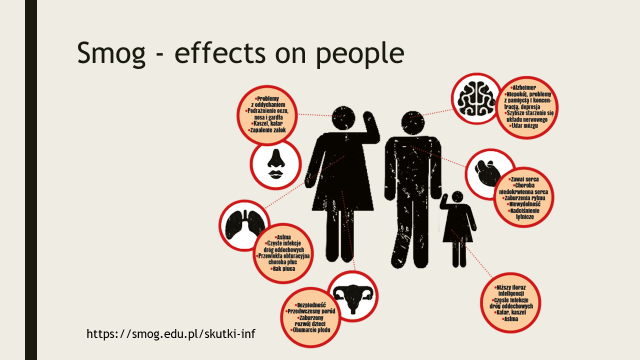 Smog - effects on people
•Problemy
z oddychaniem
•Podrażnienie oczu,
nosa i gardła
•Kaszel, katar
•Zapalenie zatok
•Alzheimer
•Niepokój, problemy
z pamięcią i koncen-
tracją, depresja
•Szybsze starzenie się
układu nerwowego
•Udar mózgu
•Zawał serca
•Choroba
niedokrwienna serca
•Zaburzenia rytmu
•Niewydolność
•Nadciśnienie
tętnicze
•Astma
•Częste infekcje
dróg oddechowych
•Przewlekła obturacyjna
choroba płuc
•Rak płuca
•Bezpłodność
•Przedwczesny poród
•Zaburzony
rozwój dzieci
•Obumarcie płodu
•Niższy iloraz
inteligencji
•Częste infekcje
dróg oddechowych
•Katar, kaszel
•Astma
https://smog.edu.pl/skutki-inf